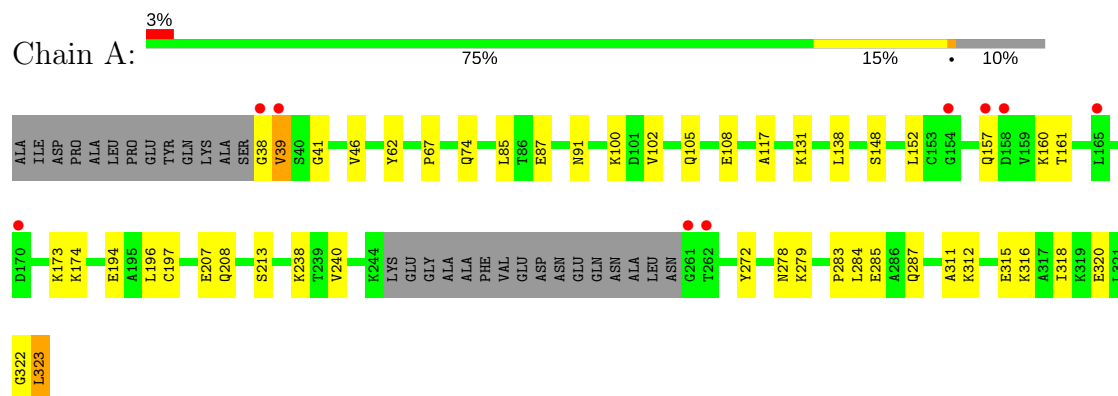 3%
Chain A:
75% 15% • 10%
ALA ILE ASP PRO ALA LEU PRO GLU TYR GLN LYS ALA SER G38 V39 S40 G41 V46 Y62 P67 Q74 L85 T86 E87 N91 K100 D101 V102 Q105 E108 A117 K131 L138 S148 L152 C153 G154 Q157 D158 V159 K160 T161 L165
D170 K173 K174 E194 A195 L196 C197 E207 Q208 S213 K238 T239 V240 K244 LYS GLU GLY ALA ALA PHE VAL GLU ASP ASN GLU GLN ASN ALA LEU ASN G261 T262 Y272 N278 K279 P283 L284 E285 A286 Q287 A311 K312 E315 K316 A317 I318 K319 E320 L321
G322 L323